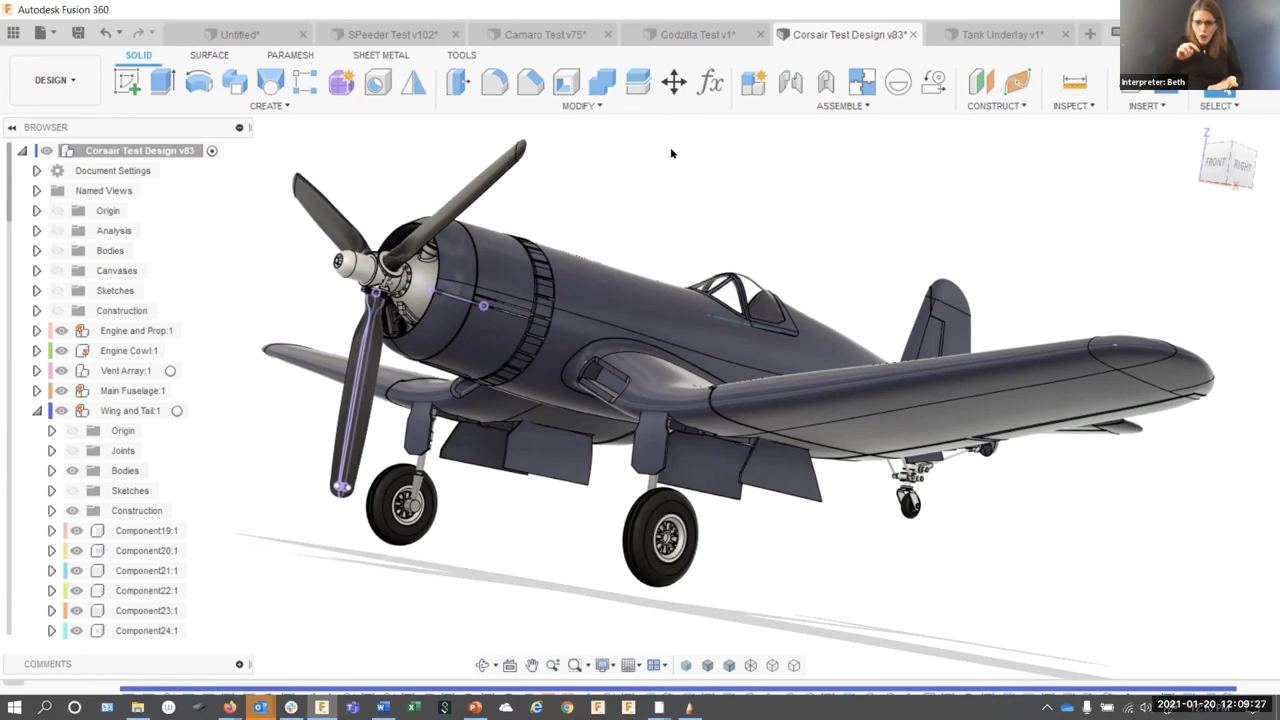 Autodesk Fusion 360
Untitled*
SPeeder Test v102*
Camaro Test v75*
Godzilla Test v1*
Corsair Test Design v83*
Tank Underlay v1*
SOLID
SURFACE
PARAMESH
SHEET METAL
TOOLS
DESIGN
fx
CREATE
MODIFY
ASSEMBLE
CONSTRUCT
INSPECT
INSERT
SELECT
Interpreter: Beth
BROWSER
Corsair Test Design v83
Document Settings
Named Views
Origin
Analysis
Bodies
Canvases
Sketches
Construction
Engine and Prop:1
Engine Cowl:1
Vent Array:1
Main Fuselage:1
Wing and Tail:1
Origin
Joints
Bodies
Sketches
Construction
Component19:1
Component20:1
Component21:1
Component22:1
Component23:1
Component24:1
Z
FRONT
RIGHT
X
COMMENTS
2021-01-20 12:09:27